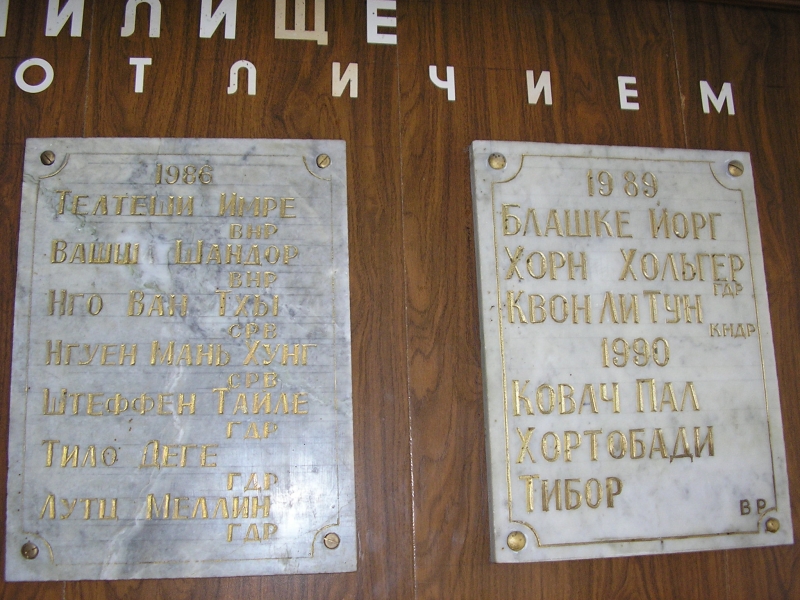 ИЛИЩЕ
ОТЛИЧИЕМ
1986
ТЕЛТЕШИ ИМРЕ
ВНР
ВАШШ ШАНДОР
ВНР
НГО ВАН ТХЫ
СРВ
НГУЕН МАНЬ ХУНГ
СРВ
ШТЕФФЕН ТАЙЛЕ
ГДР
ТИЛО ДЕГЕ
ГДР
ЛУТЦ МЕЛЛИН
ГДР
1989
БЛАШКЕ ЙОРГ
ХОРН ХОЛЬГЕР
ГДР
КВОН ЛИ ТУН
КНДР
1990
КОВАЧ ПАЛ
ХОРТОБАДИ
ТИБОР
ВР